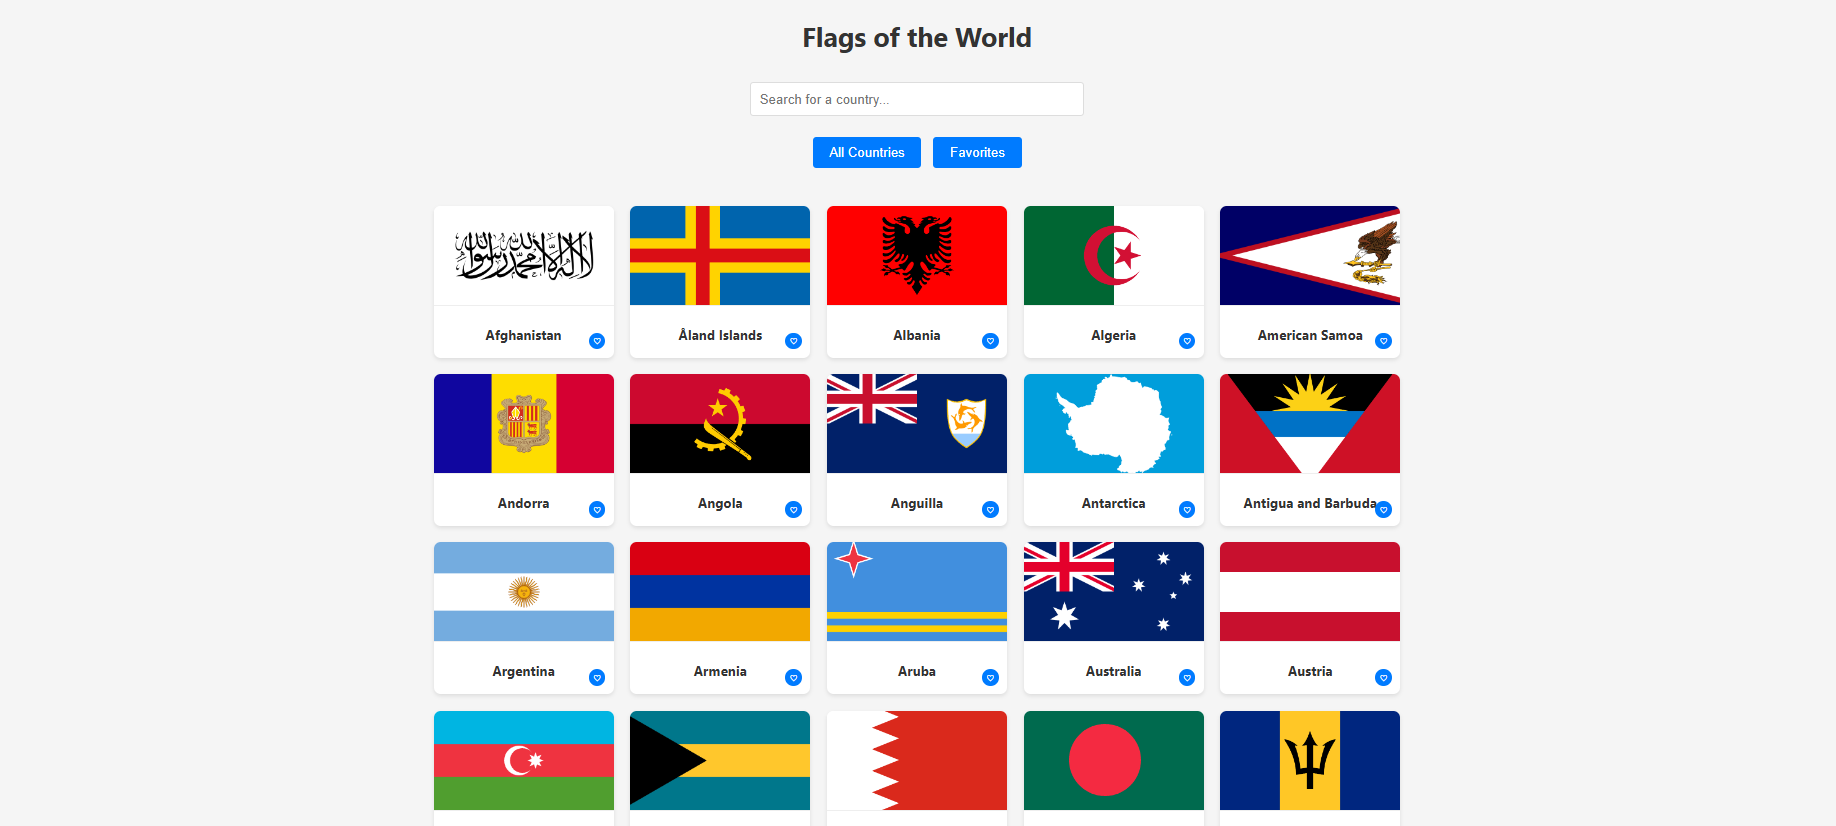 Flags of the World
Search for a country...
All Countries
Favorites
لا إله إلا الله محمد رسول الله
Afghanistan
Åland Islands
Albania
Algeria
American Samoa
Andorra
Angola
Anguilla
Antarctica
Antigua and Barbuda
Argentina
Armenia
Aruba
Australia
Austria